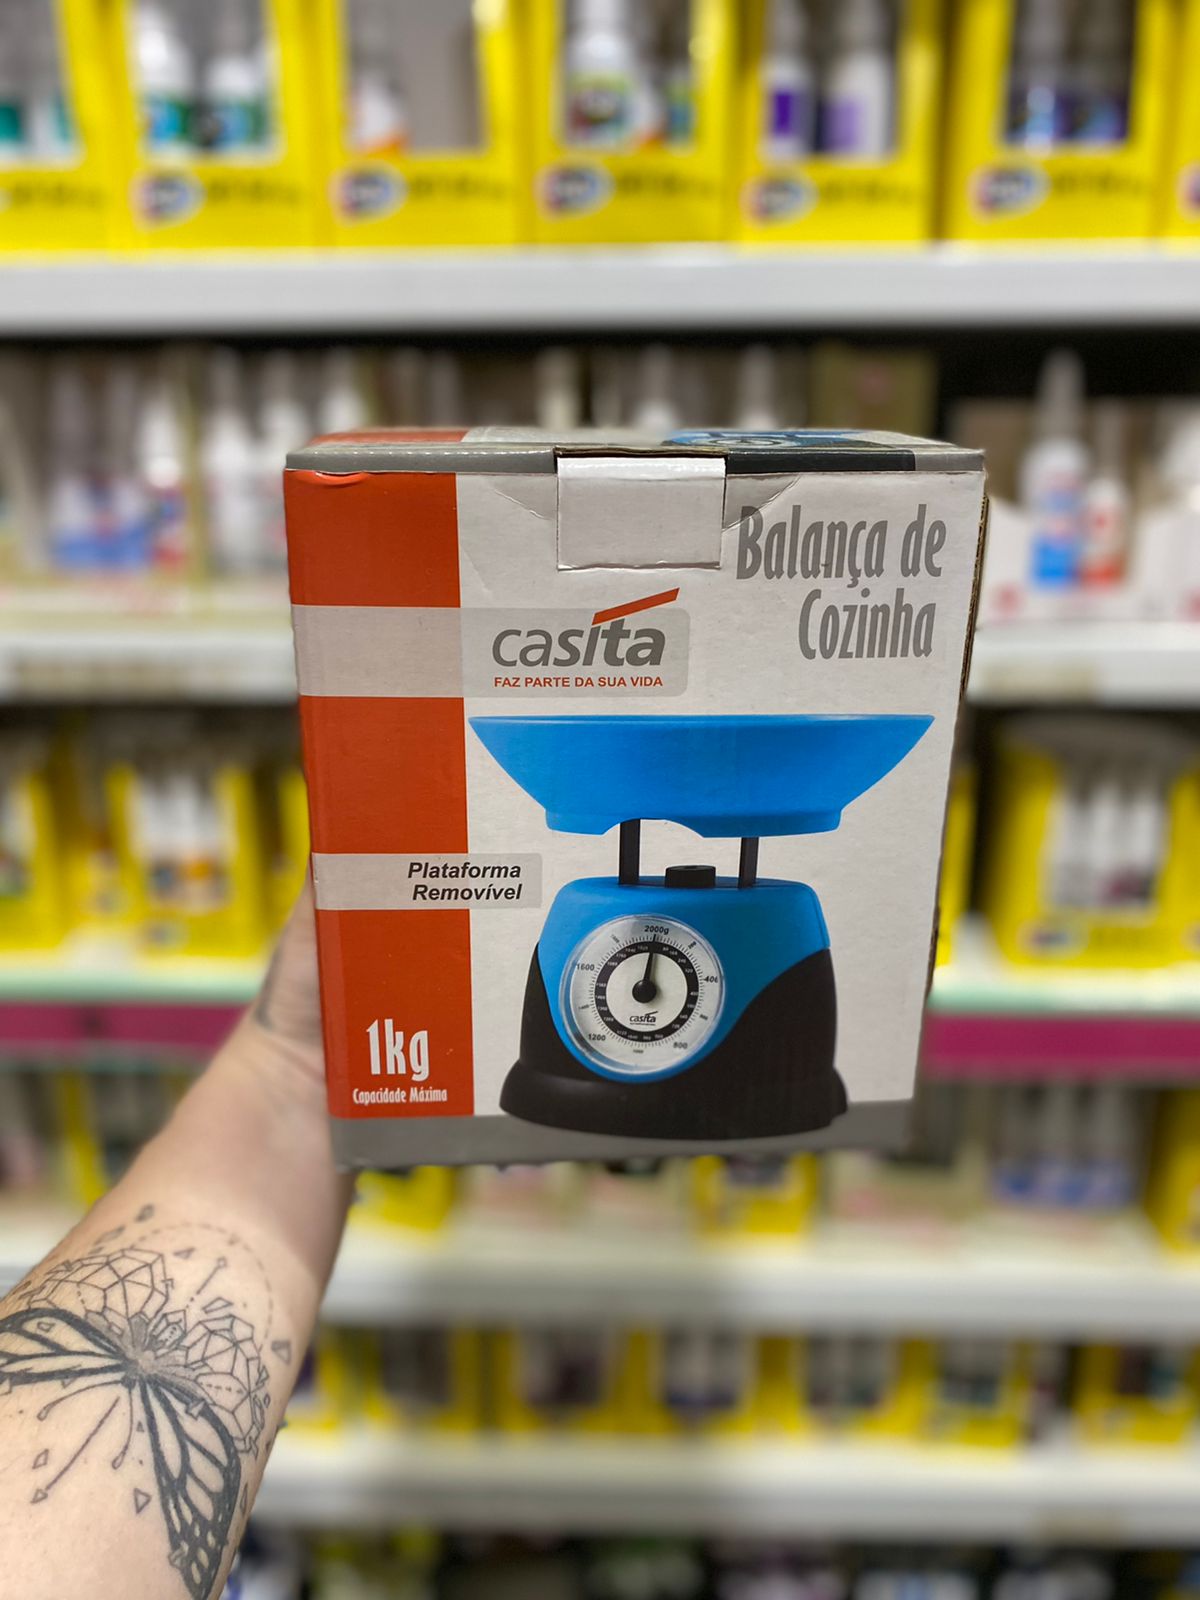 Balança de
Cozinha
casita
FAZ PARTE DA SUA VIDA
Plataforma
Removível
2000g
400
1600
casita
1200
800
1kg
Capacidade Máxima